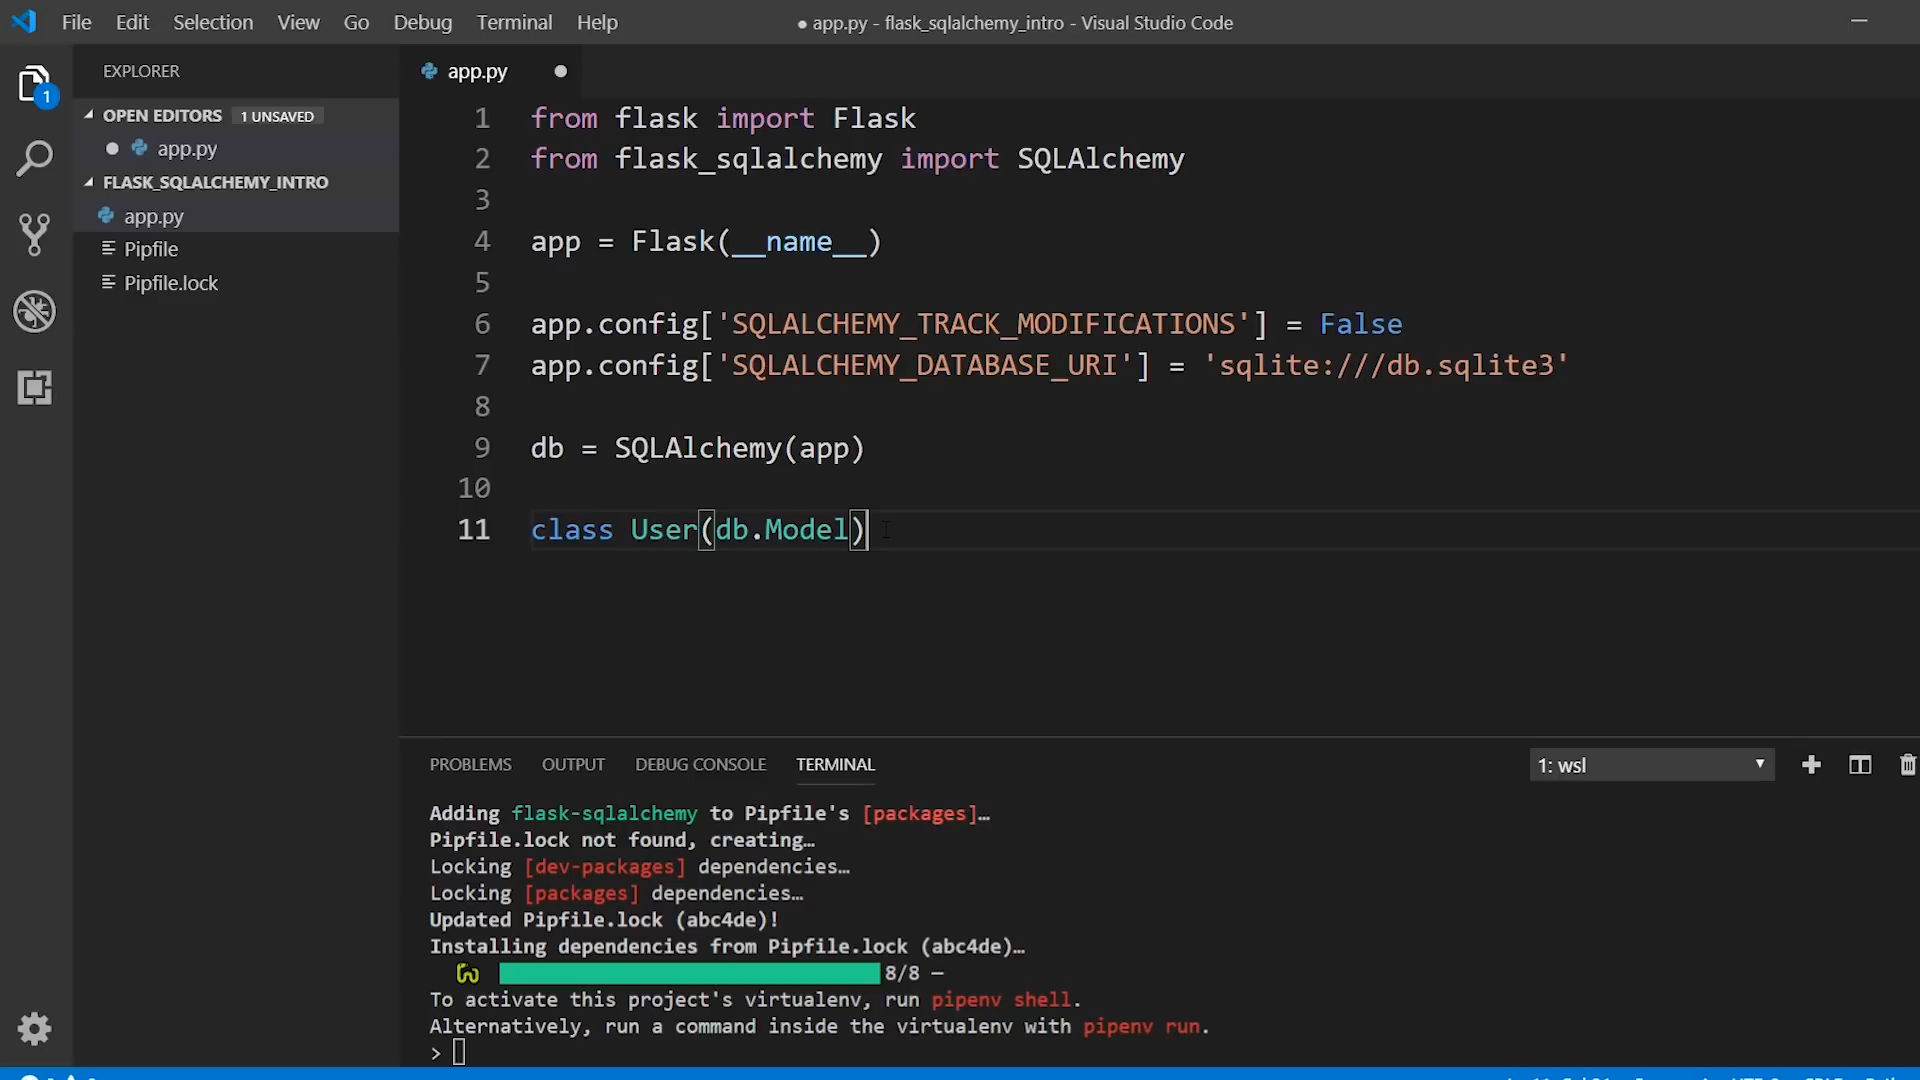 File Edit Selection View Go Debug Terminal Help
● app.py - flask_sqlalchemy_intro - Visual Studio Code
EXPLORER
1
OPEN EDITORS 1 UNSAVED
app.py
FLASK_SQLALCHEMY_INTRO
app.py
Pipfile
Pipfile.lock
app.py
1 from flask import Flask
2 from flask_sqlalchemy import SQLAlchemy
3
4 app = Flask(__name__)
5
6 app.config['SQLALCHEMY_TRACK_MODIFICATIONS'] = False
7 app.config['SQLALCHEMY_DATABASE_URI'] = 'sqlite:///db.sqlite3'
8
9 db = SQLAlchemy(app)
10
11 class User(db.Model)
PROBLEMS OUTPUT DEBUG CONSOLE TERMINAL
1: wsl
Adding flask-sqlalchemy to Pipfile's [packages]…
Pipfile.lock not found, creating…
Locking [dev-packages] dependencies…
Locking [packages] dependencies…
Updated Pipfile.lock (abc4de)!
Installing dependencies from Pipfile.lock (abc4de)…
8/8 —
To activate this project's virtualenv, run pipenv shell.
Alternatively, run a command inside the virtualenv with pipenv run.
>